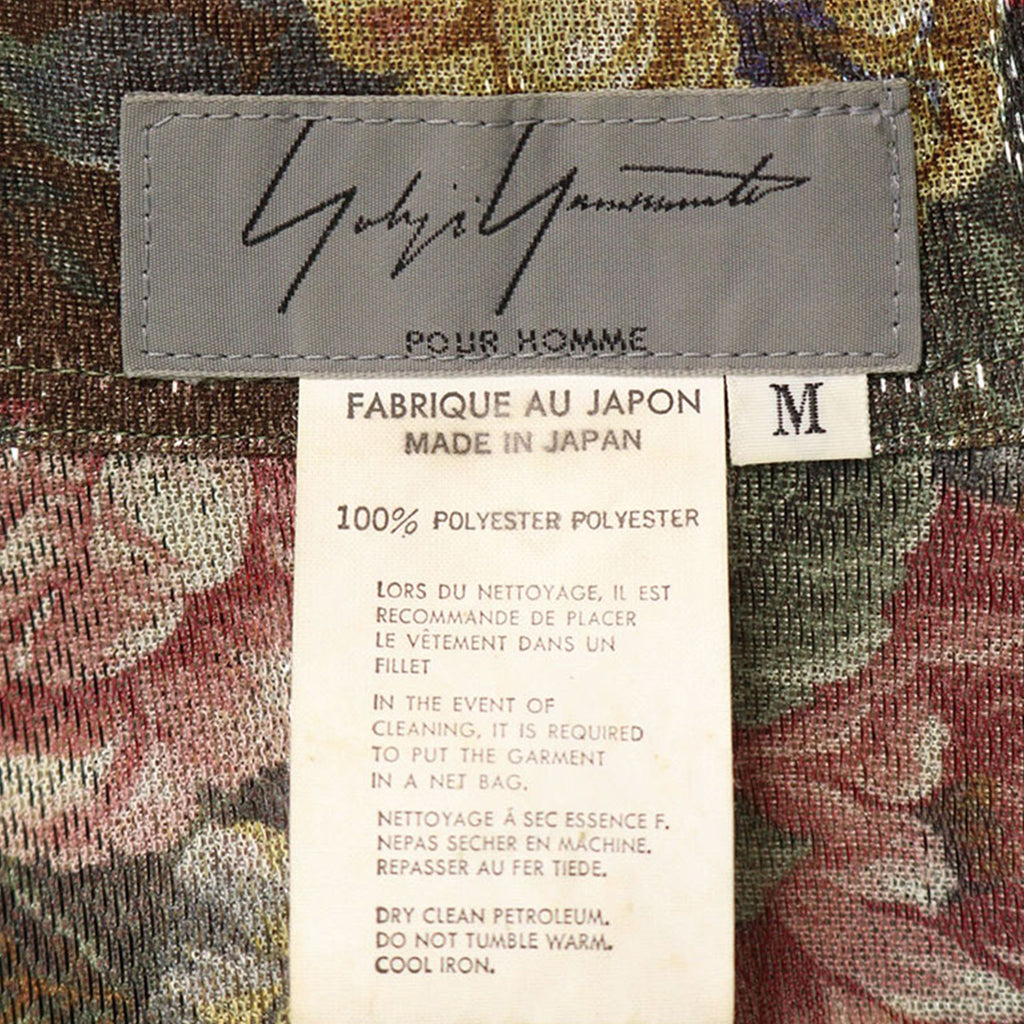 Yohji Yamamoto
POUR HOMME
M
FABRIQUE AU JAPON
MADE IN JAPAN
100% POLYESTER POLYESTER
LORS DU NETTOYAGE, IL EST
RECOMMANDE DE PLACER
LE VÊTEMENT DANS UN
FILLET
IN THE EVENT OF
CLEANING, IT IS REQUIRED
TO PUT THE GARMENT
IN A NET BAG.
NETTOYAGE Á SEC ESSENCE F.
NEPAS SECHER EN MACHINE.
REPASSER AU FER TIEDE.
DRY CLEAN PETROLEUM.
DO NOT TUMBLE WARM.
COOL IRON.